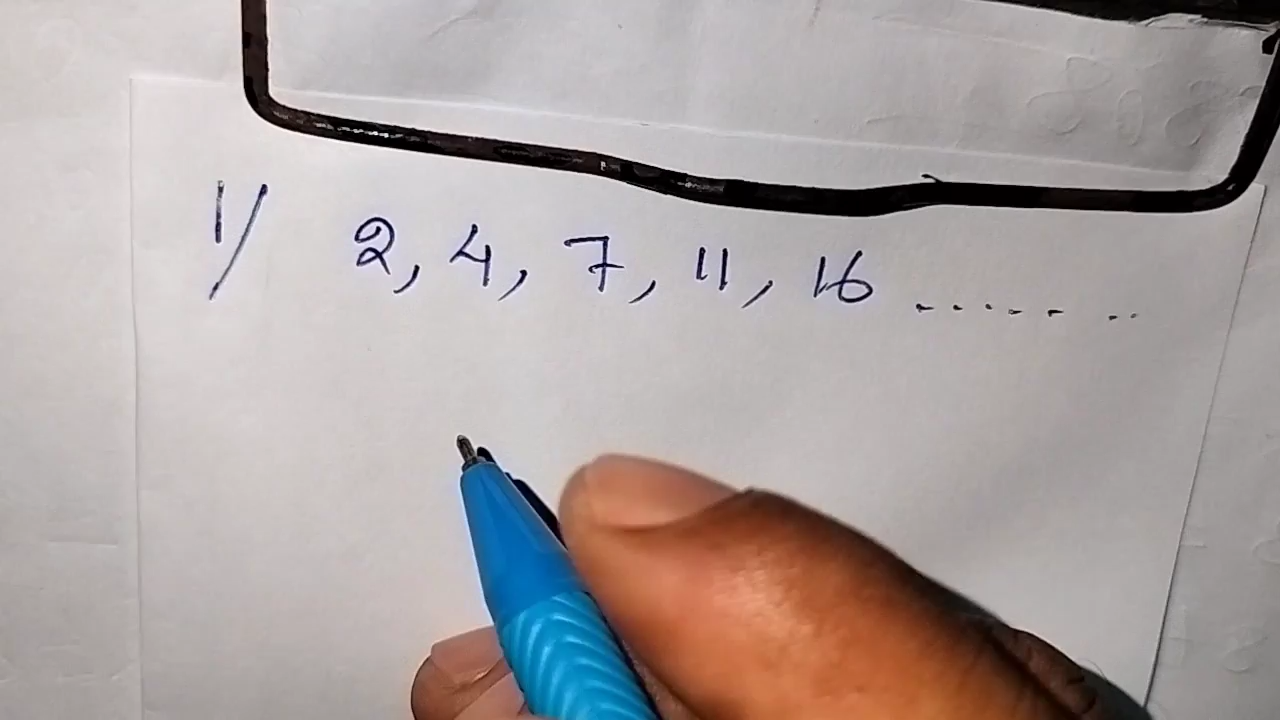 1/ 2, 4, 7, 11, 16 ........